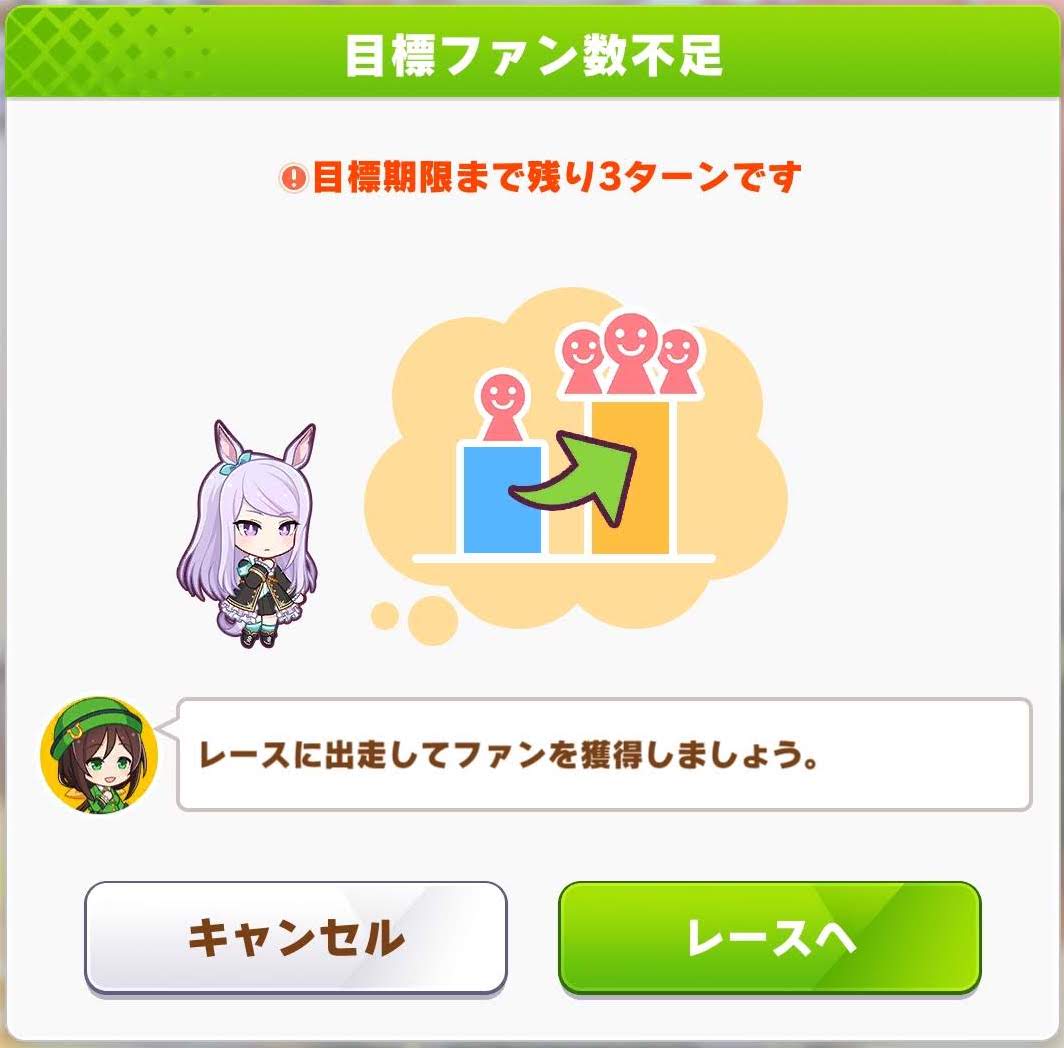 目標ファン数不足
目標期限まで残り3ターンです
レースに出走してファンを獲得しましょう。
キャンセル
レースへ